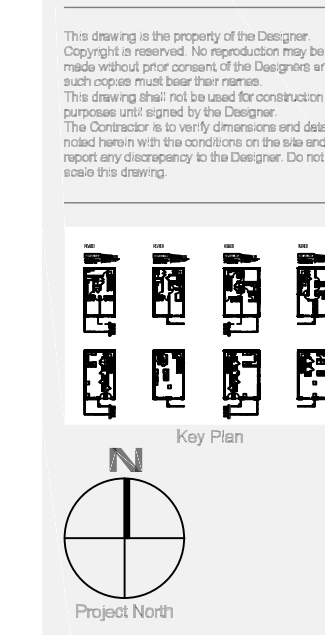 This drawing is the property of the Designer.
Copyright is reserved. No reproduction may be
made without prior consent, of the Designers ar
such copies must bear their names.
This drawing shall not be used for construction
purposes until signed by the Designer.
The Contractor is to verify dimensions and data
noted herein with the conditions on the site and
report any discrepancy to the Designer. Do not
scale this drawing.
Key Plan
N
Project North